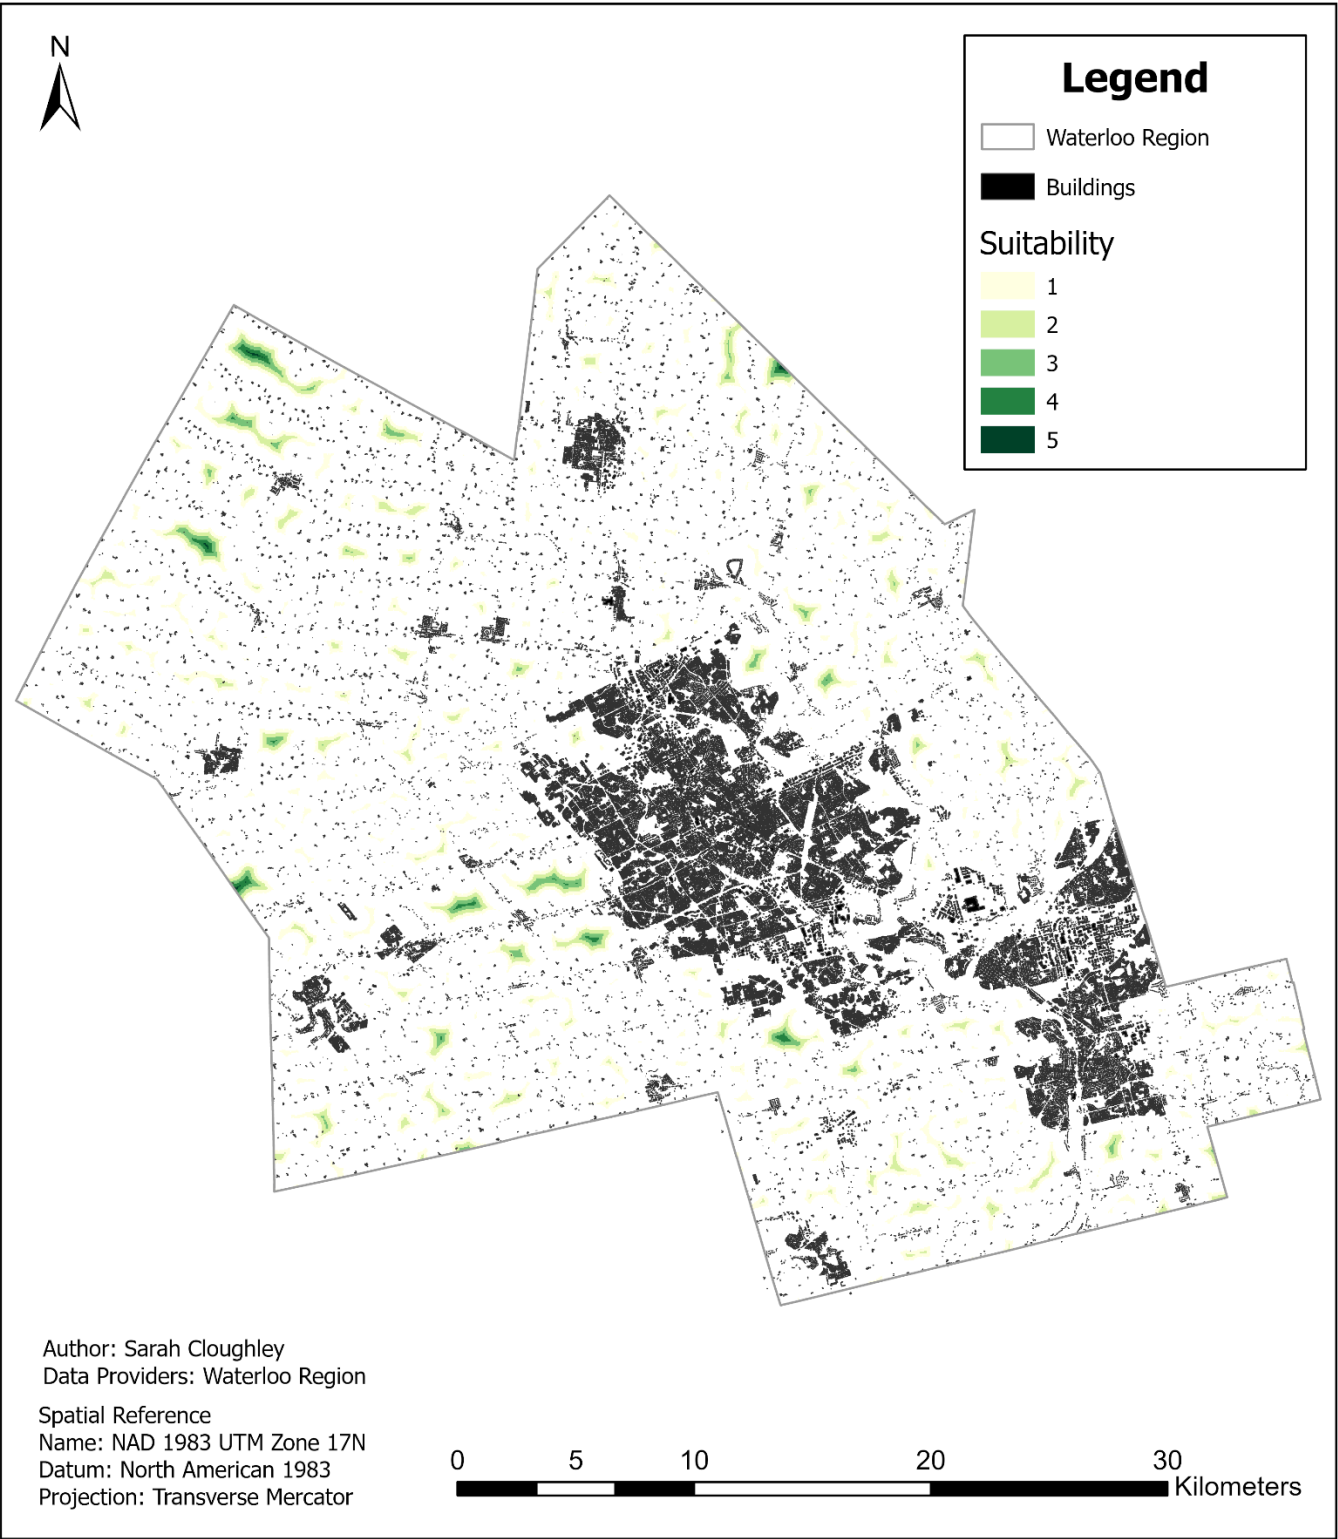 N
Legend
Waterloo Region
Buildings
Suitability
1
2
3
4
5
Author: Sarah Cloughley
Data Providers: Waterloo Region
Spatial Reference
Name: NAD 1983 UTM Zone 17N
Datum: North American 1983
Projection: Transverse Mercator
0 5 10 20 30
Kilometers